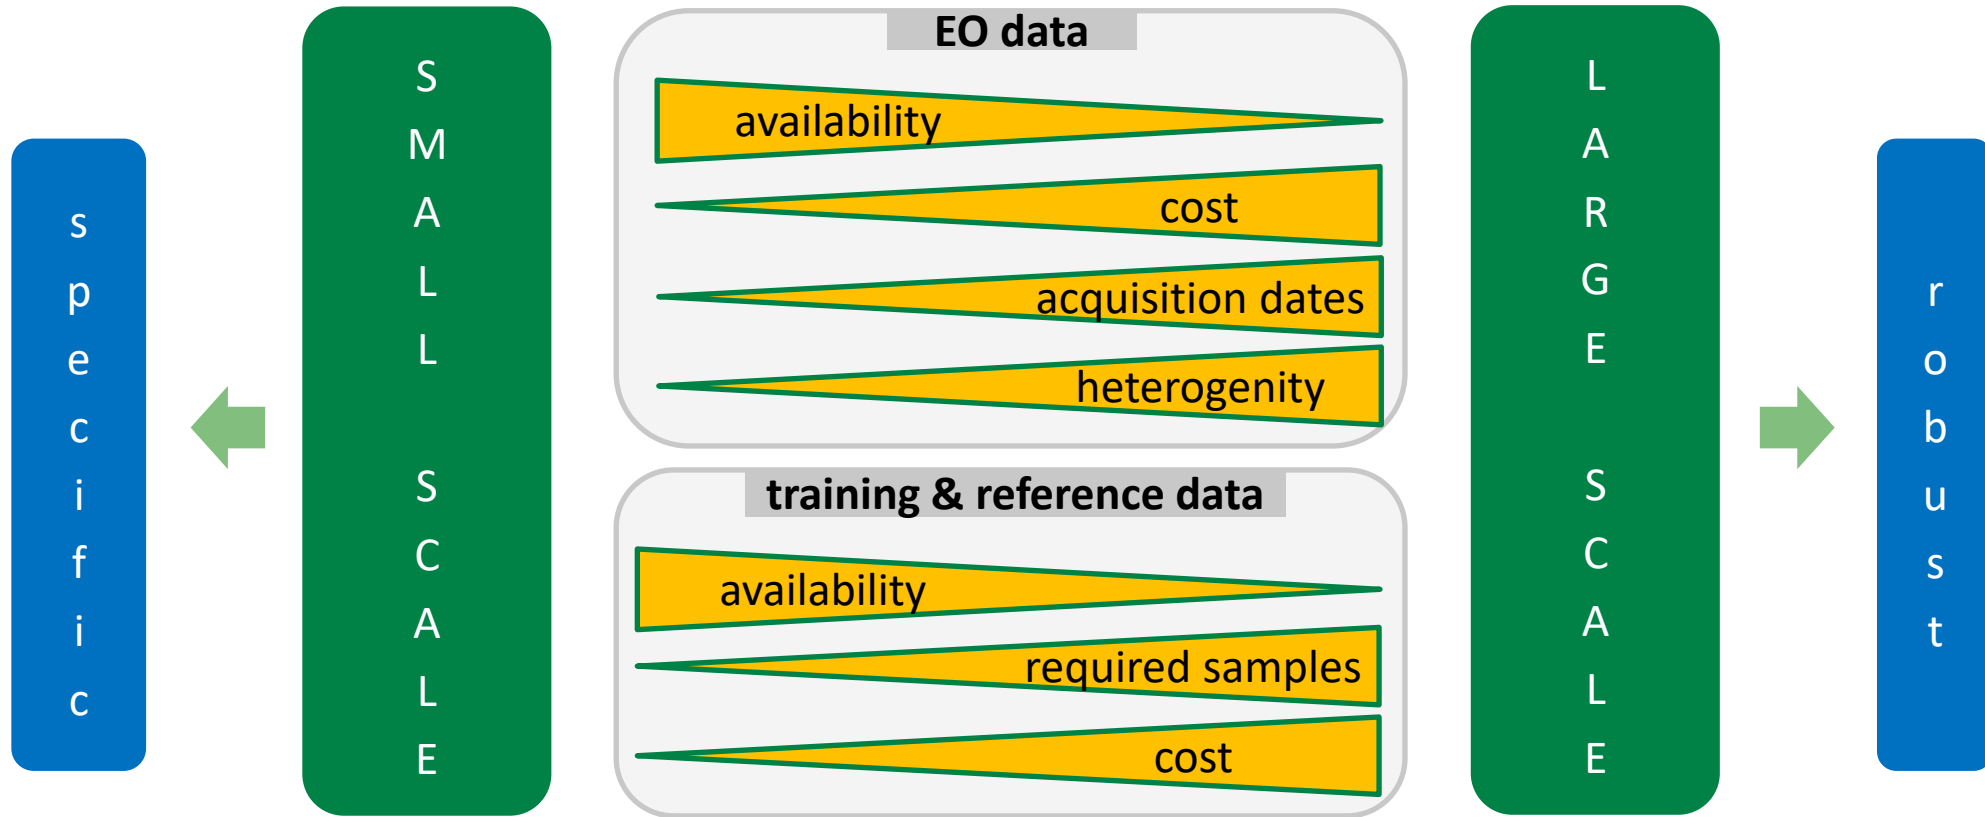 specific
SMALL SCALE
EO data
availability
cost
acquisition dates
heterogenity
training & reference data
availability
required samples
cost
LARGE SCALE
robust